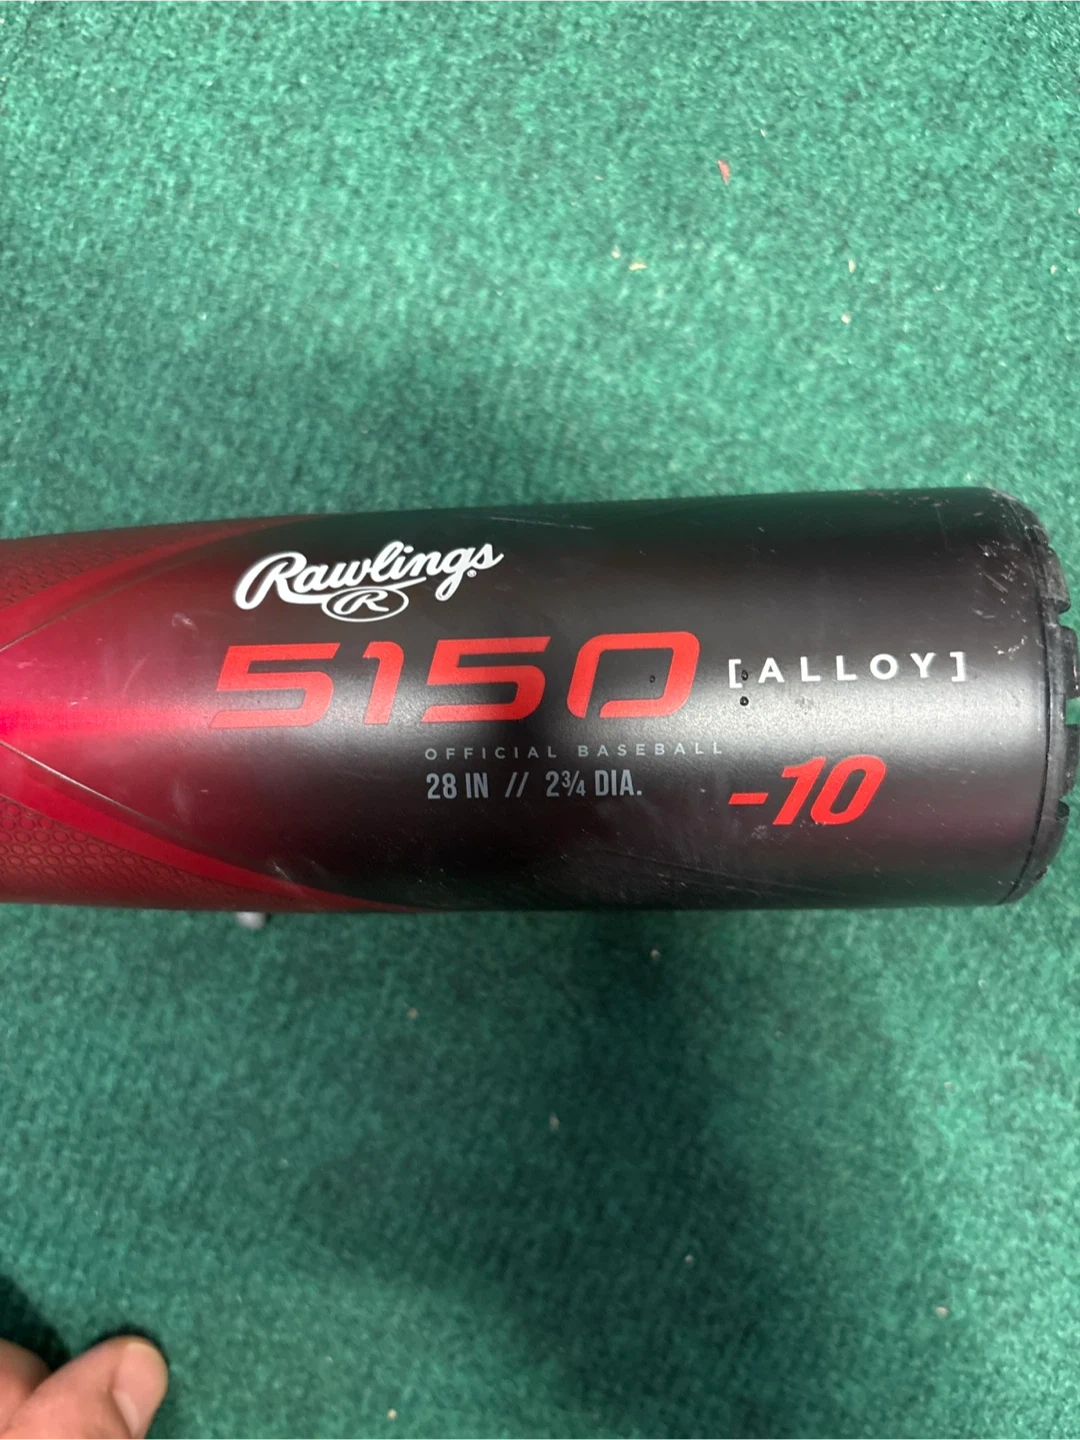 Rawlings
R
5150 [ALLOY]
OFFICIAL BASEBALL
28 IN // 2¾ DIA.
-10